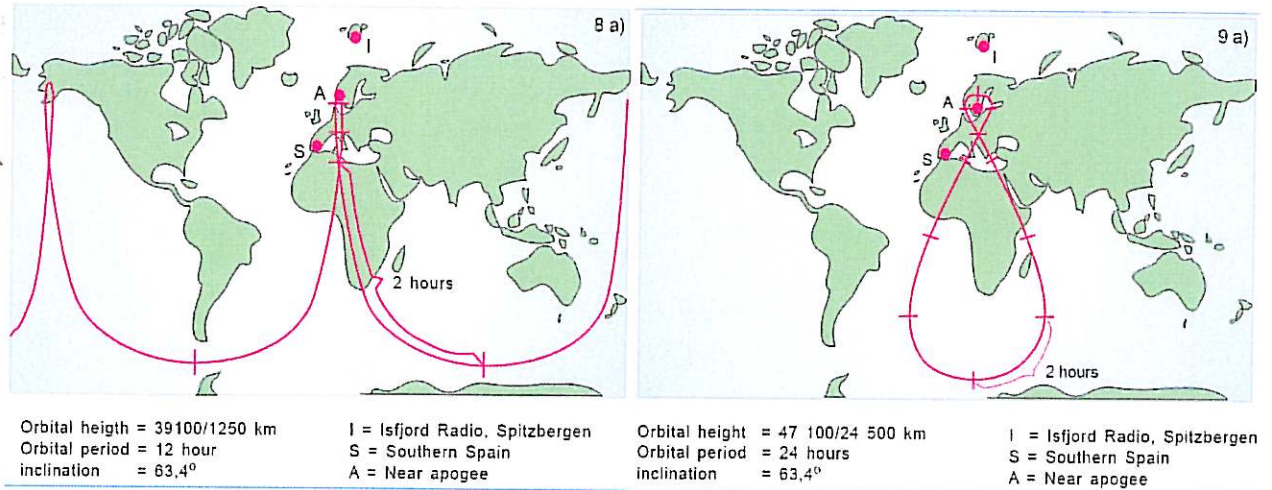 8 a)
I
A
S
2 hours
Orbital heigth = 39100/1250 km
Orbital period = 12 hour
inclination = 63,4°
I = Isfjord Radio, Spitzbergen
S = Southern Spain
A = Near apogee
9 a)
I
A
S
2 hours
Orbital height = 47 100/24 500 km
Orbital period = 24 hours
inclination = 63,4°
I = Isfjord Radio, Spitzbergen
S = Southern Spain
A = Near apogee